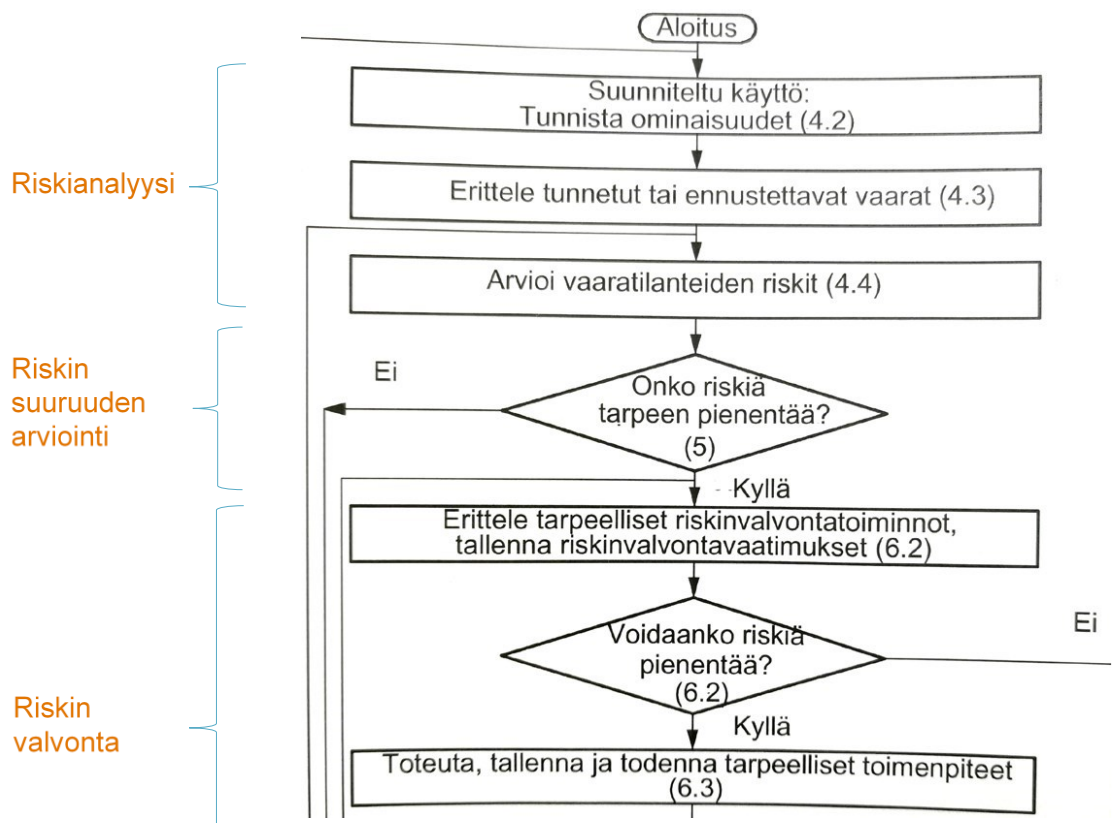 Aloitus
Suunniteltu käyttö:
Tunnista ominaisuudet (4.2)
Riskianalyysi
Erittele tunnetut tai ennustettavat vaarat (4.3)
Arvioi vaaratilanteiden riskit (4.4)
Riskin
suuruuden
arviointi
Ei
Onko riskiä
tarpeen pienentää?
(5)
Kyllä
Erittele tarpeelliset riskinvalvontatoiminnot,
tallenna riskinvalvontavaatimukset (6.2)
Voidaanko riskiä
pienentää?
(6.2)
Ei
Riskin
valvonta
Kyllä
Toteuta, tallenna ja todenna tarpeelliset toimenpiteet
(6.3)